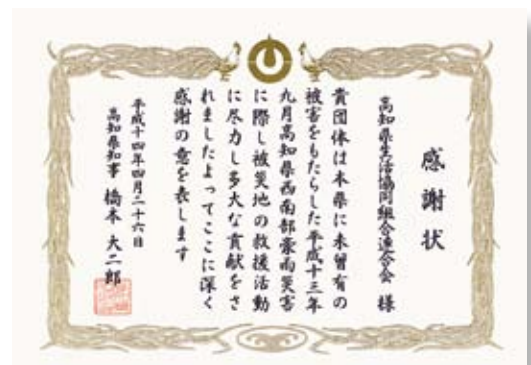 感謝状
高知県生活協同組合連合会 様
貴団体は本県に未曽有の
被害をもたらした平成十三年
九月高知県西南部豪雨災害
に際し被災地の救援活動
に尽力し多大な貢献をさ
れましたよってここに深く
感謝の意を表します
平成十四年四月二十六日
高知県知事 橋本大二郎